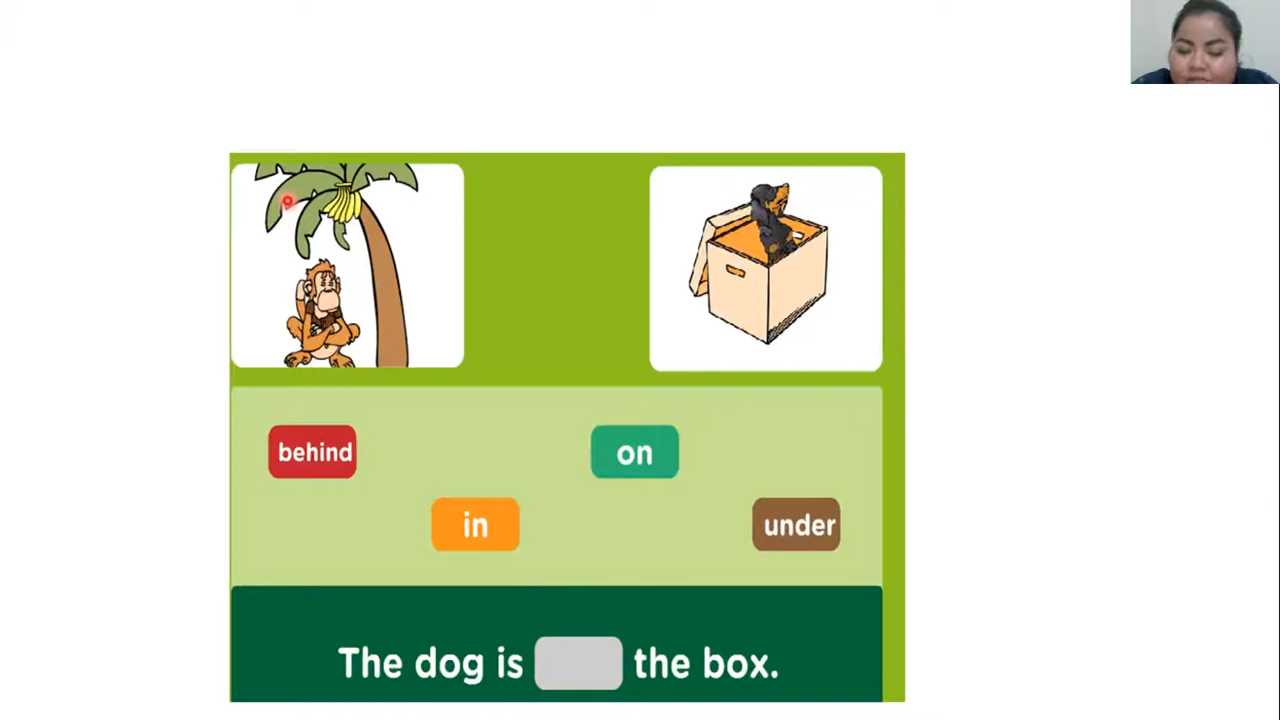 behind
on
in
under
The dog is the box.